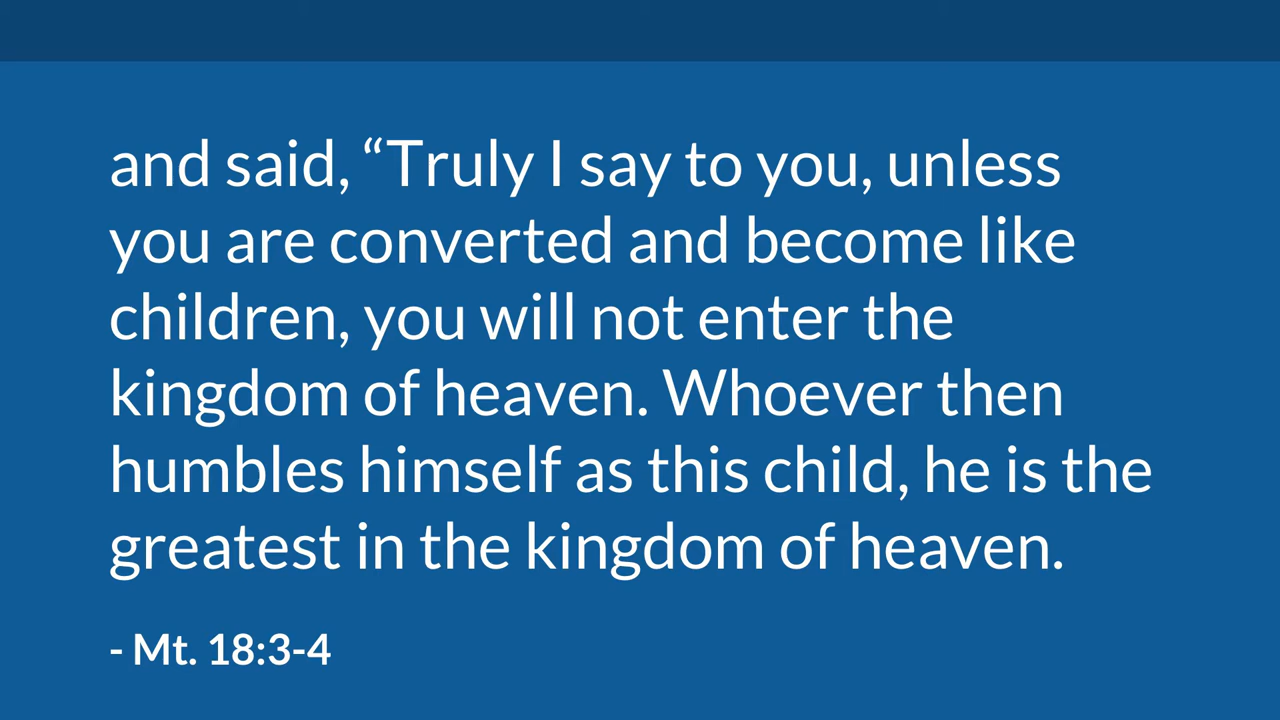 and said, “Truly I say to you, unless
you are converted and become like
children, you will not enter the
kingdom of heaven. Whoever then
humbles himself as this child, he is the
greatest in the kingdom of heaven.
- Mt. 18:3-4